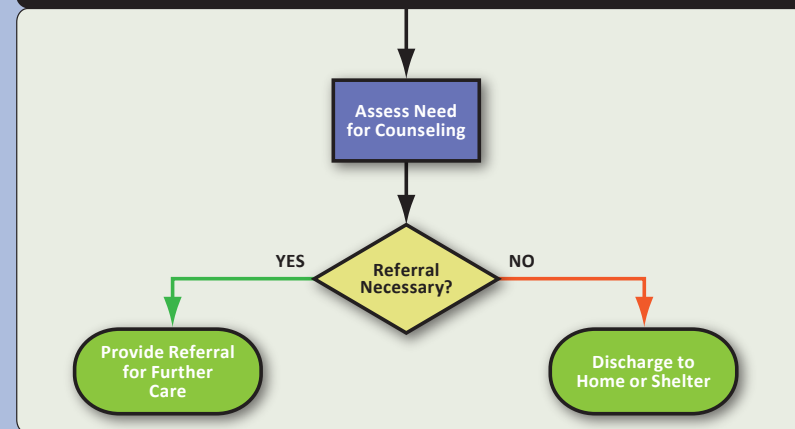 Assess Need
for Counseling
YES
Referral
Necessary?
NO
Provide Referral
for Further
Care
Discharge to
Home or Shelter